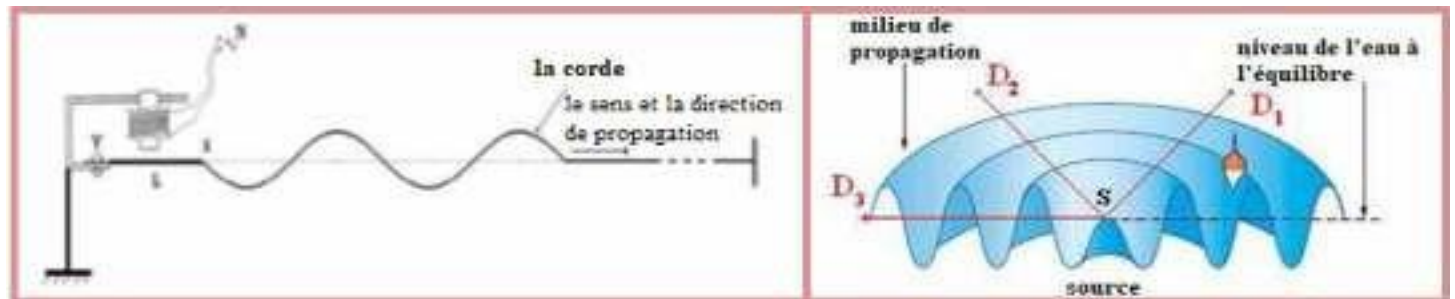 la corde
le sens et la direction
de propagation
milieu de
propagation
niveau de l'eau à
l'équilibre
D₂
D₁
D₃
S
source